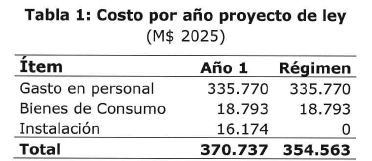 Tabla 1: Costo por año proyecto de ley
(M$ 2025)
Ítem Año 1 Régimen
Gasto en personal 335.770 335.770
Bienes de Consumo 18.793 18.793
Instalación 16.174 0
Total 370.737 354.563